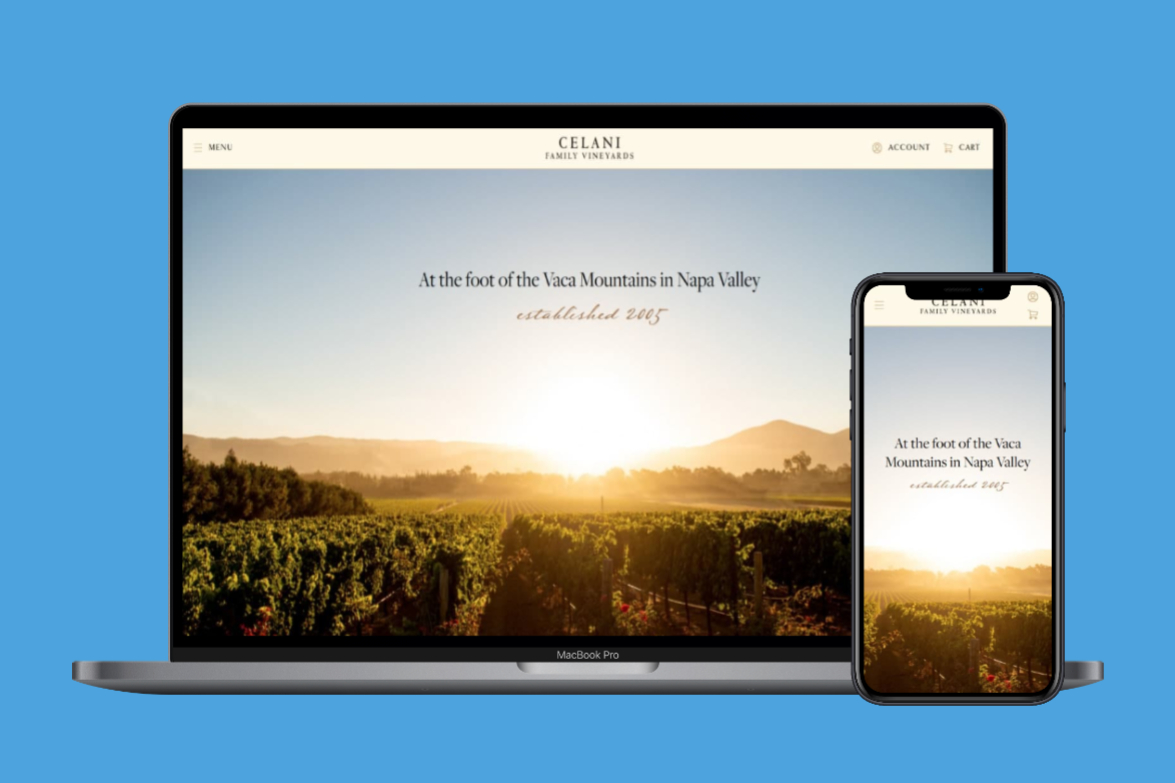 MENU
CELANI
FAMILY VINEYARDS
ACCOUNT
CART
At the foot of the Vaca Mountains in Napa Valley
established 2005
MacBook Pro
CELANI
FAMILY VINEYARDS
At the foot of the Vaca
Mountains in Napa Valley
established 2005